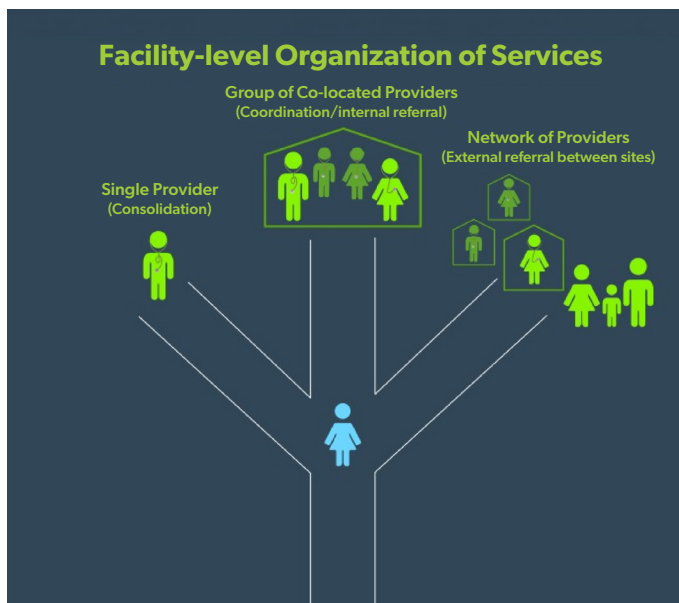 Facility-level Organization of Services
Group of Co-located Providers
(Coordination/internal referral)
Network of Providers
(External referral between sites)
Single Provider
(Consolidation)